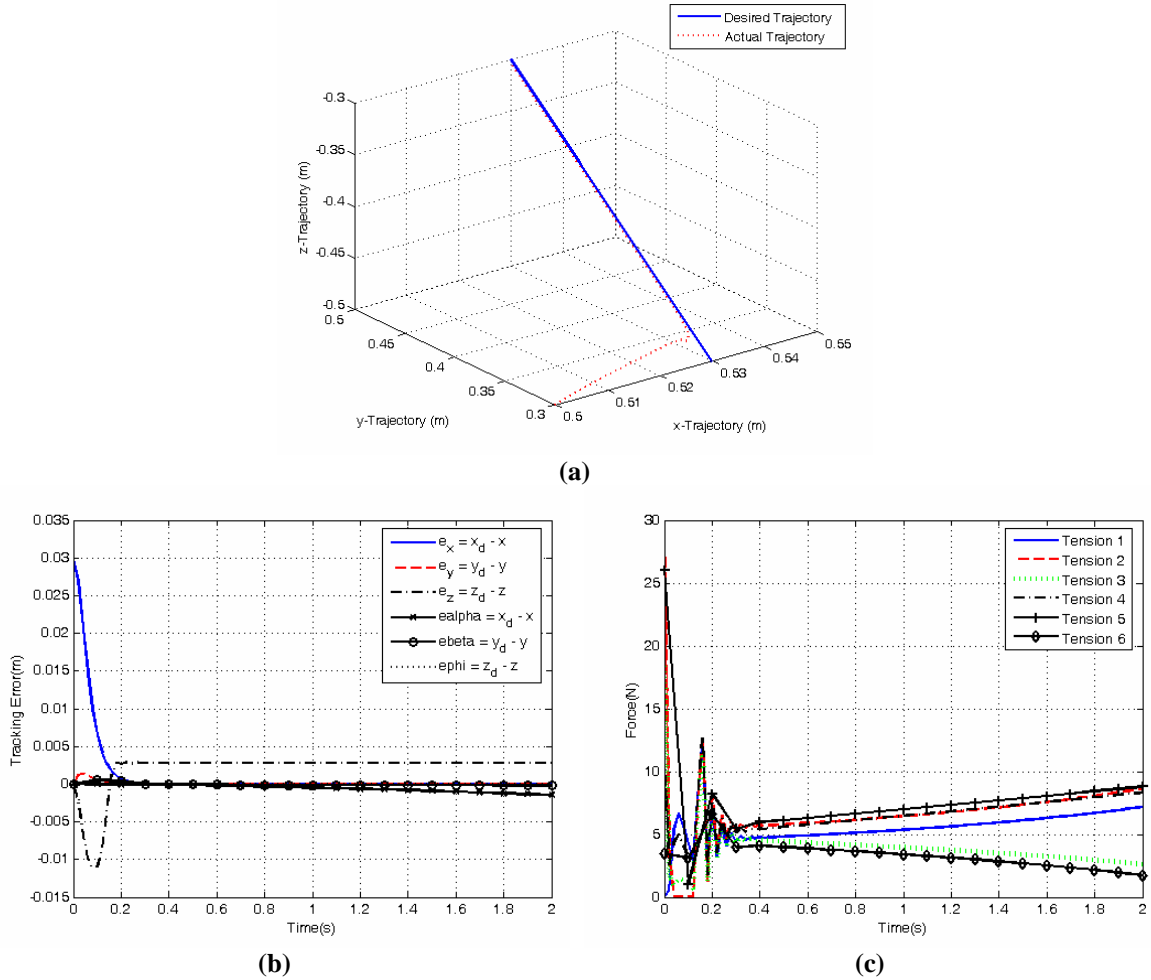 Desired Trajectory
Actual Trajectory
-0.3
-0.35
-0.4
-0.45
-0.5
z-Trajectory (m)
0.5
0.45
0.4
0.35
0.3
y-Trajectory (m)
0.5
0.51
0.52
0.53
0.54
0.55
x-Trajectory (m)
(a)
0.035
0.03
0.025
0.02
0.015
0.01
0.005
0
-0.005
-0.01
-0.015
Tracking Error(m)
e_x = x_d - x
e_y = y_d - y
e_z = z_d - z
ealpha = x_d - x
ebeta = y_d - y
ephi = z_d - z
0 0.2 0.4 0.6 0.8 1 1.2 1.4 1.6 1.8 2
Time(s)
(b)
30
25
20
15
10
5
0
Force(N)
Tension 1
Tension 2
Tension 3
Tension 4
Tension 5
Tension 6
0 0.2 0.4 0.6 0.8 1 1.2 1.4 1.6 1.8 2
Time(s)
(c)